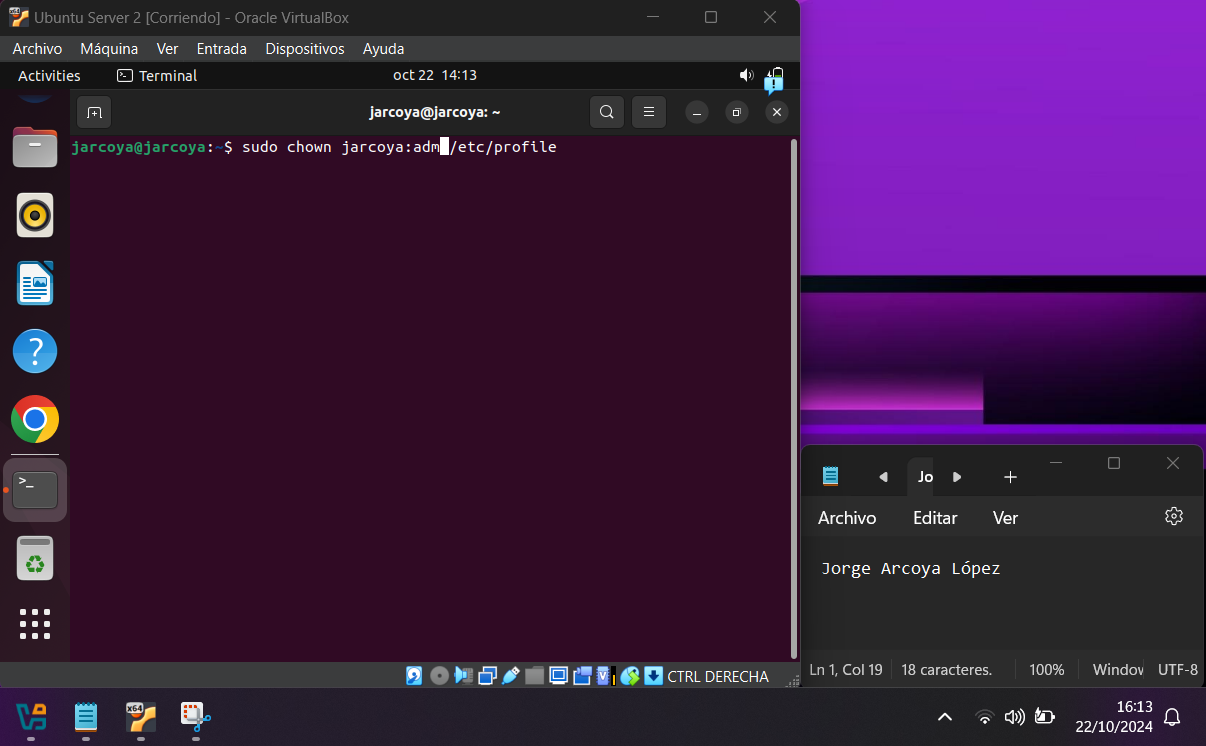 Ubuntu Server 2 [Corriendo] - Oracle VirtualBox
Archivo Máquina Ver Entrada Dispositivos Ayuda
Activities Terminal oct 22 14:13
jarcoya@jarcoya: ~
jarcoya@jarcoya:~$ sudo chown jarcoya:adm /etc/profile
CTRL DERECHA
Jo
Archivo Editar Ver
Jorge Arcoya López
Ln 1, Col 19 18 caracteres. 100% Window UTF-8
x64
16:13
22/10/2024